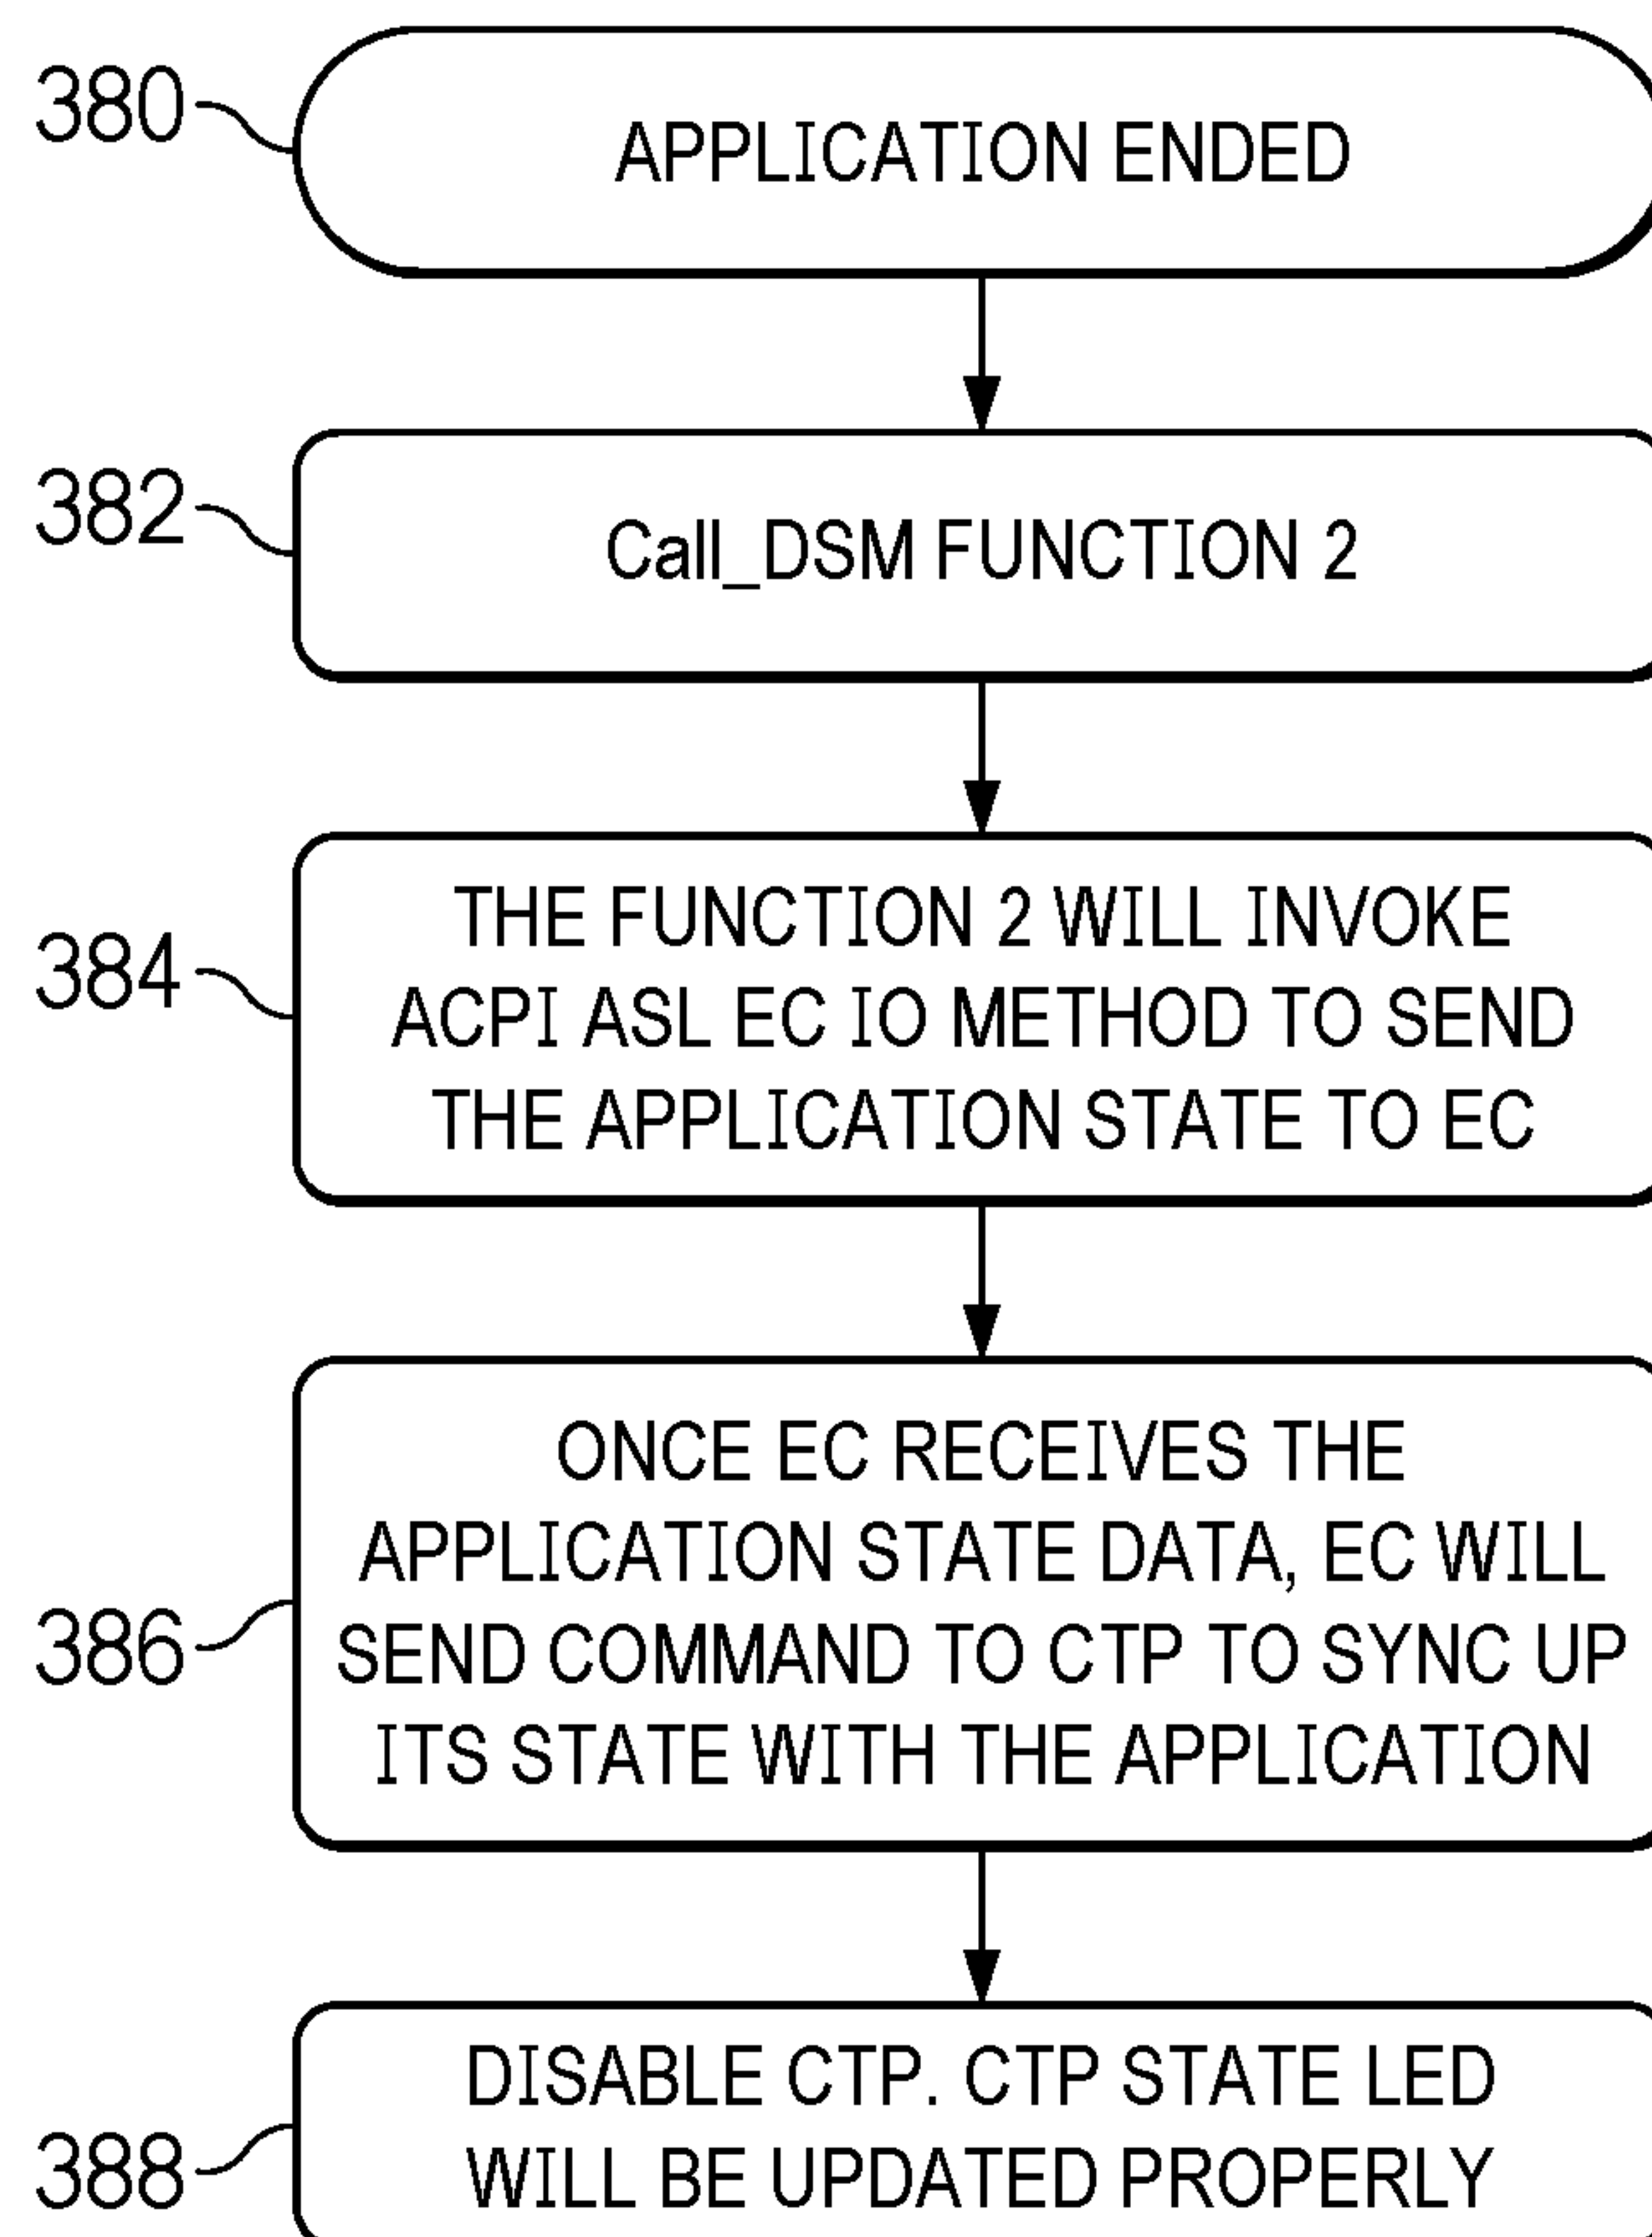 380
APPLICATION ENDED
382
Call_DSM FUNCTION 2
384
THE FUNCTION 2 WILL INVOKE
ACPI ASL EC IO METHOD TO SEND
THE APPLICATION STATE TO EC
386
ONCE EC RECEIVES THE
APPLICATION STATE DATA, EC WILL
SEND COMMAND TO CTP TO SYNC UP
ITS STATE WITH THE APPLICATION
388
DISABLE CTP. CTP STATE LED
WILL BE UPDATED PROPERLY